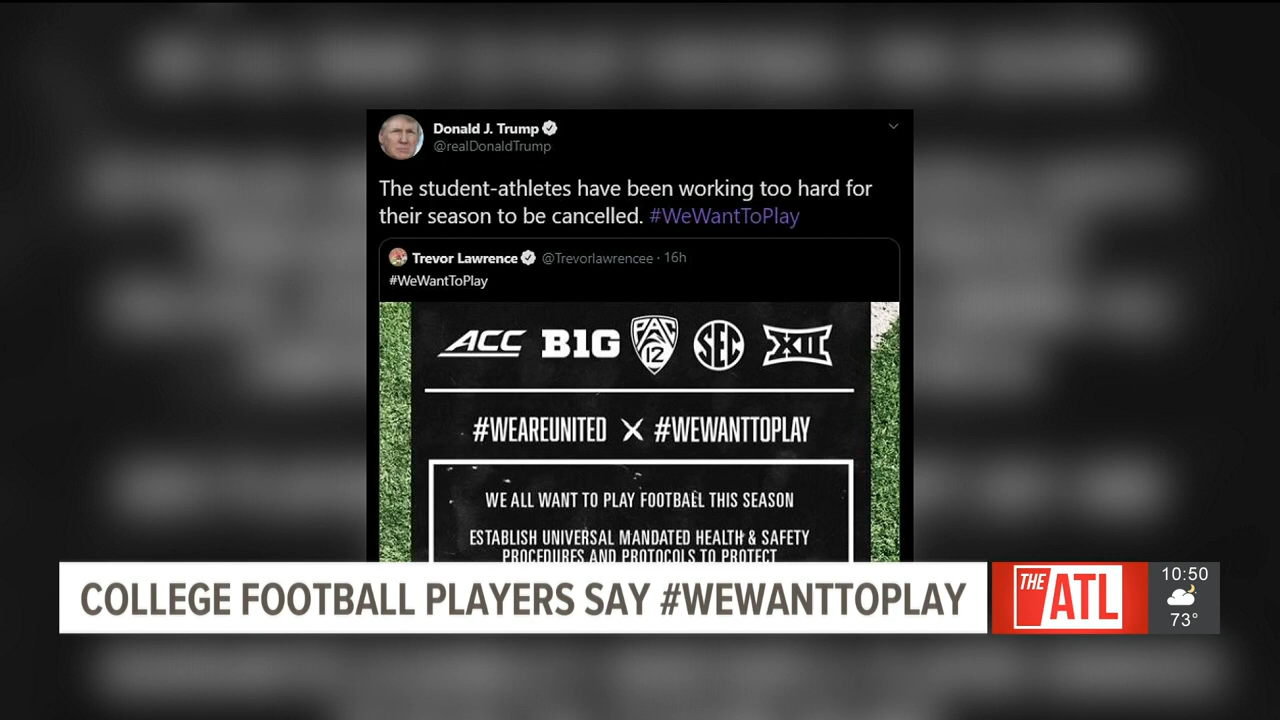 Donald J. Trump
@realDonaldTrump
The student-athletes have been working too hard for
their season to be cancelled. #WeWantToPlay
Trevor Lawrence @Trevorlawrencee · 16h
#WeWantToPlay
ACC B1G PAC 12 SEC XII
#WEAREUNITED X #WEWANTTOPLAY
WE ALL WANT TO PLAY FOOTBALL THIS SEASON
ESTABLISH UNIVERSAL MANDATED HEALTH & SAFETY
PROCEDURES AND PROTOCOLS TO PROTECT
COLLEGE FOOTBALL PLAYERS SAY #WEWANTTOPLAY
THE ATL
10:50
73°